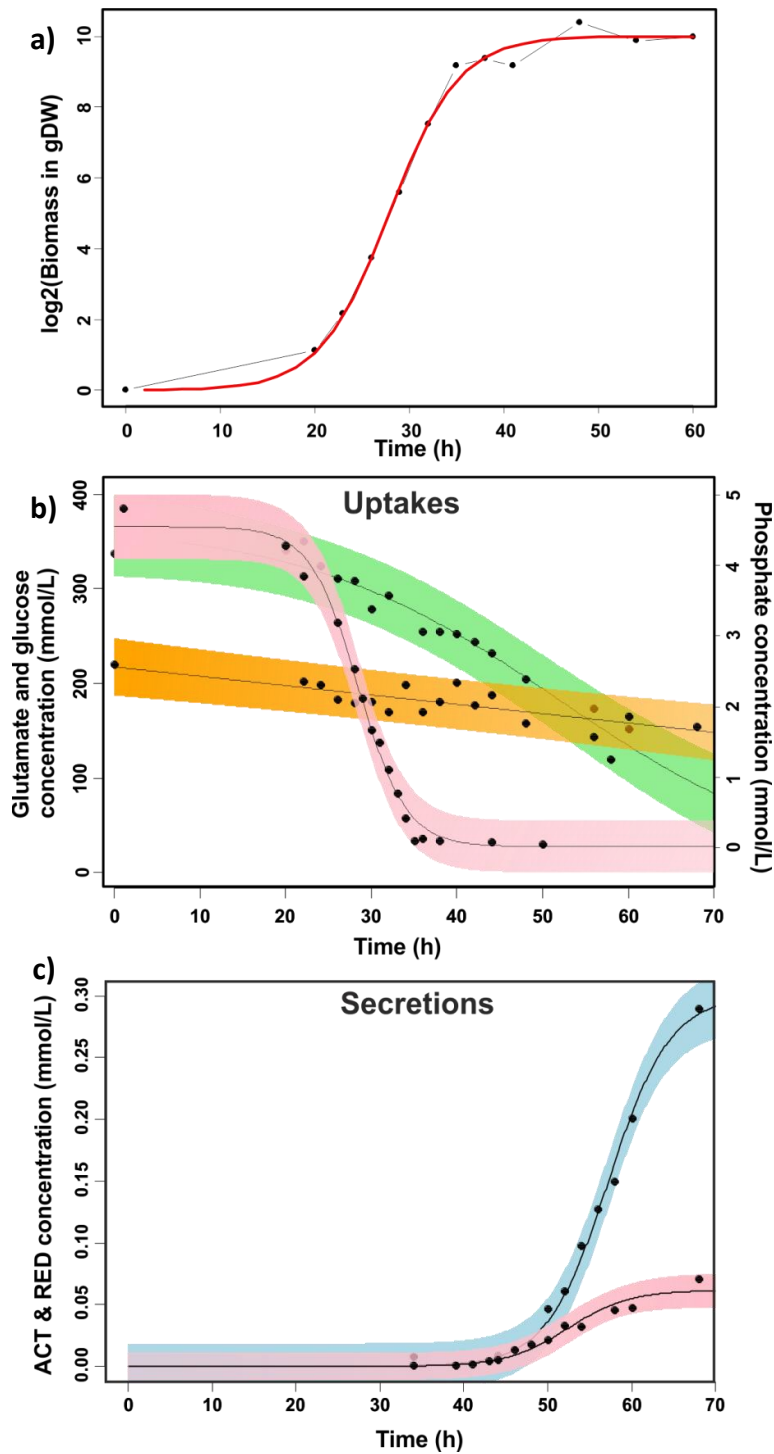 a)
log2(Biomass in gDW)
10
8
6
4
2
0
0 20 30 40 50 60
Time (h)
b)
Uptakes
Glutamate and glucose
concentration (mmol/L)
400
300
200
100
0
5
4
3
2
1
0
Phosphate concentration
(mmol/L)
0 10 20 30 40 50 60 70
Time (h)
c)
Secretions
ACT & RED concentration (mmol/L)
0.30
0.25
0.20
0.15
0.10
0.05
0.00
0 10 20 30 40 50 60 70
Time (h)